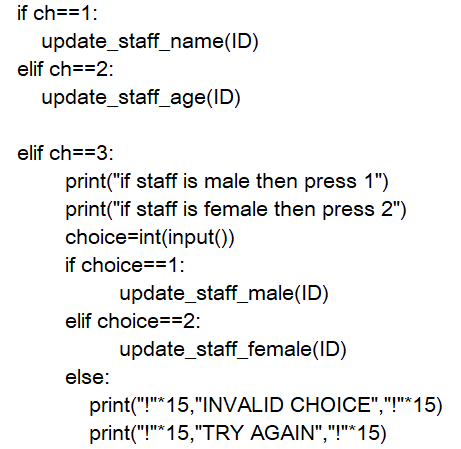 if ch==1:
update_staff_name(ID)
elif ch==2:
update_staff_age(ID)
elif ch==3:
print("if staff is male then press 1")
print("if staff is female then press 2")
choice=int(input())
if choice==1:
update_staff_male(ID)
elif choice==2:
update_staff_female(ID)
else:
print("!"*15,"INVALID CHOICE","!"*15)
print("!"*15,"TRY AGAIN","!"*15)